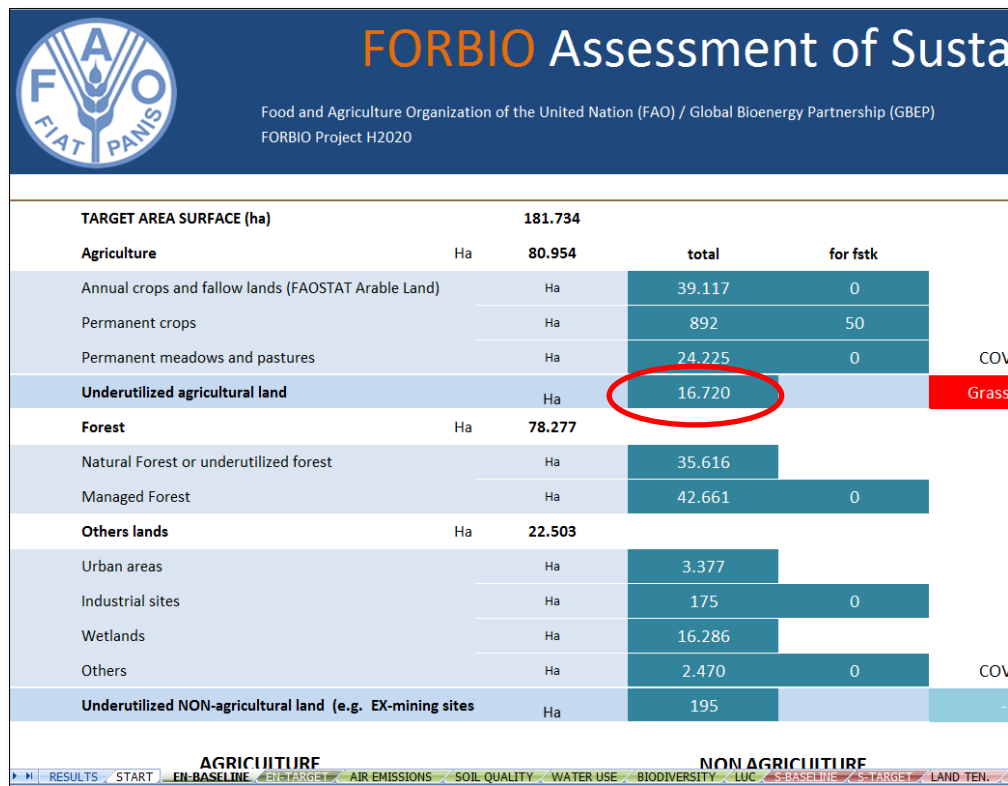 FAO
FIAT PANIS
FORBIO Assessment of Susta
Food and Agriculture Organization of the United Nation (FAO) / Global Bioenergy Partnership (GBEP)
FORBIO Project H2020
TARGET AREA SURFACE (ha) 181.734
Agriculture Ha 80.954 total for fstk
Annual crops and fallow lands (FAOSTAT Arable Land) Ha 39.117 0
Permanent crops Ha 892 50
Permanent meadows and pastures Ha 24.225 0 COV
Underutilized agricultural land Ha 16.720 Grass
Forest Ha 78.277
Natural Forest or underutilized forest Ha 35.616
Managed Forest Ha 42.661 0
Others lands Ha 22.503
Urban areas Ha 3.377
Industrial sites Ha 175 0
Wetlands Ha 16.286
Others Ha 2.470 0 COV
Underutilized NON-agricultural land (e.g. EX-mining sites Ha 195 -
AGRICULTURE NON AGRICULTURE
RESULTS START EN-BASELINE EN-TARGET AIR EMISSIONS SOIL QUALITY WATER USE BIODIVERSITY LUC S-BASELINE S-TARGET LAND TEN.